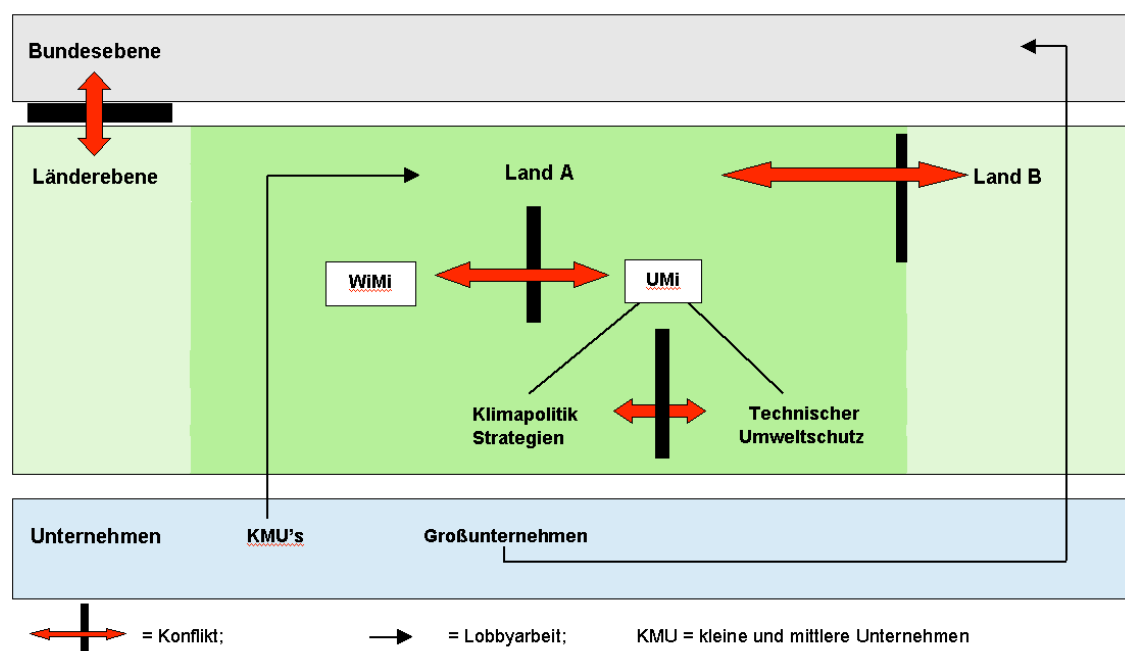 Bundesebene
Länderebene
Land A
Land B
WiMi
UMi
Klimapolitik
Strategien
Technischer
Umweltschutz
Unternehmen
KMU's
Großunternehmen
= Konflikt;
= Lobbyarbeit;
KMU = kleine und mittlere Unternehmen